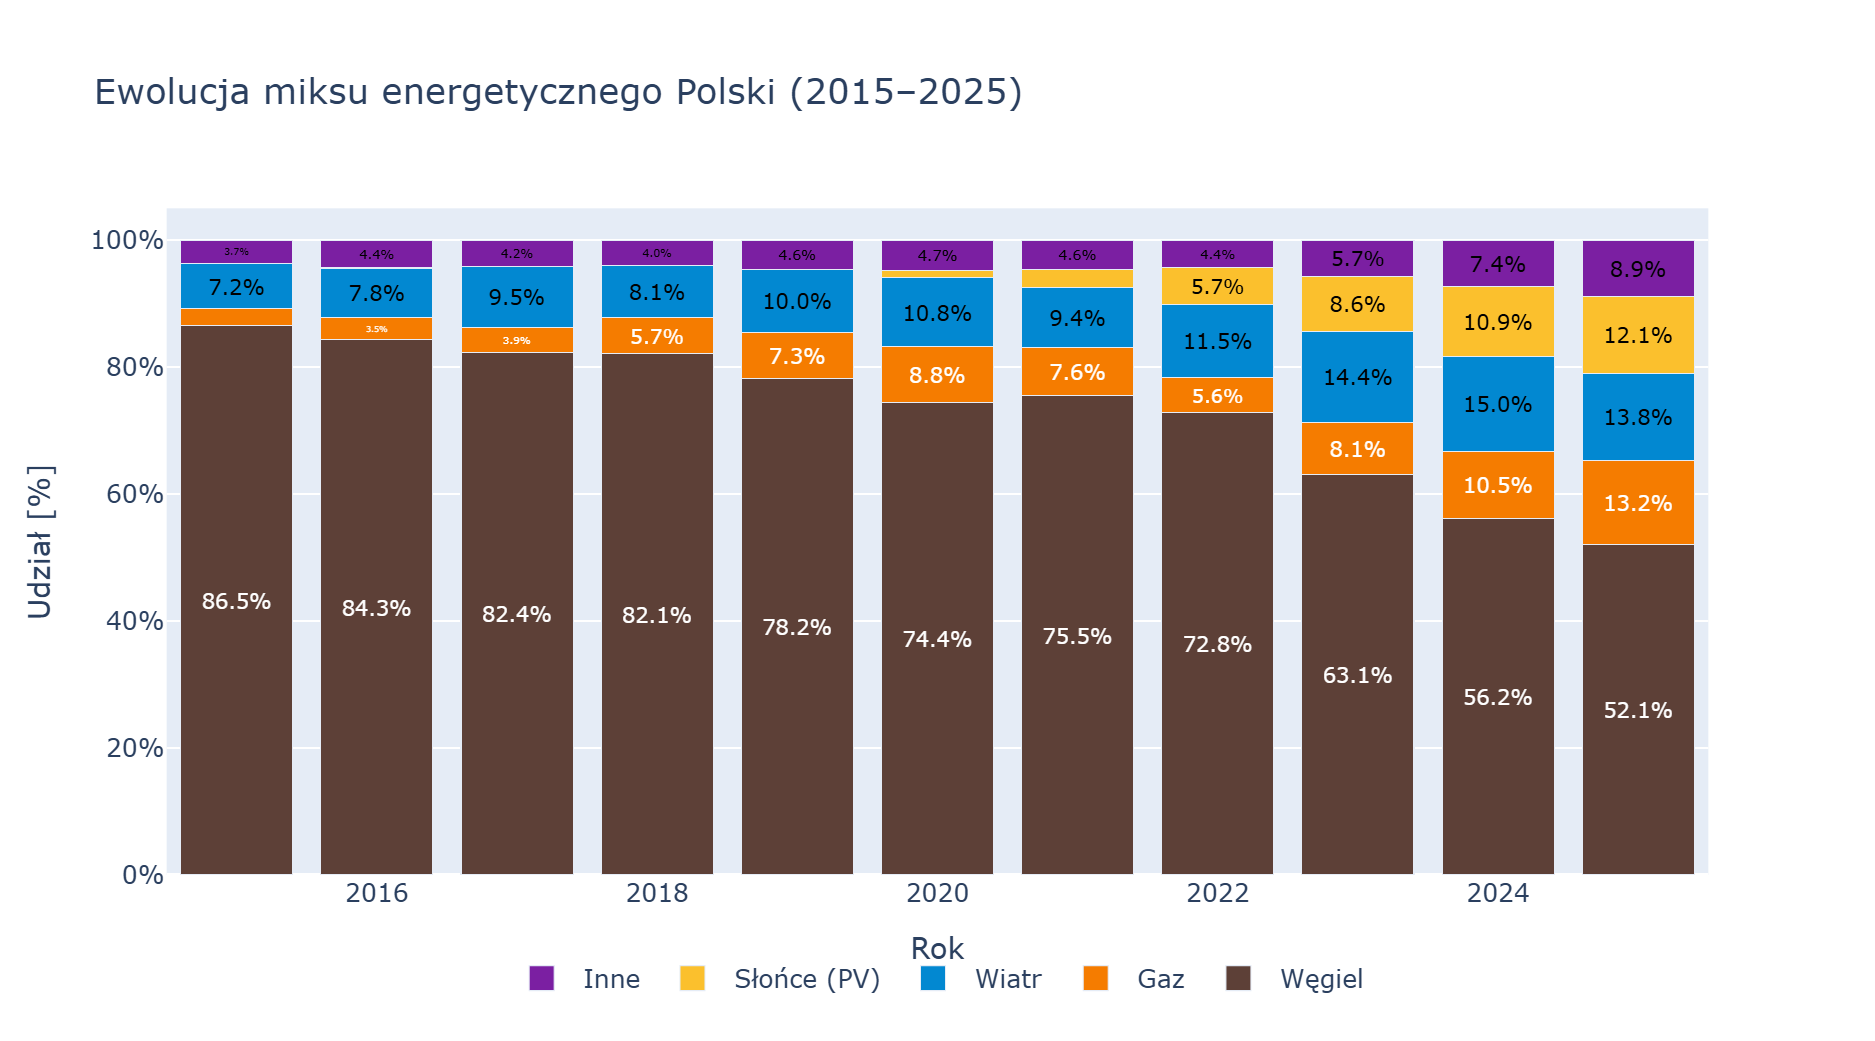 Ewolucja miksu energetycznego Polski (2015–2025)
Udział [%]
100%
80%
60%
40%
20%
0%
3.7% 4.4% 4.2% 4.0% 4.6% 4.7% 4.6% 4.4% 5.7% 7.4% 8.9%
5.7% 8.6% 10.9% 12.1%
7.2% 7.8% 9.5% 8.1% 10.0% 10.8% 9.4% 11.5% 14.4% 15.0% 13.8%
3.5% 3.9% 5.7% 7.3% 8.8% 7.6% 5.6% 8.1% 10.5% 13.2%
86.5% 84.3% 82.4% 82.1% 78.2% 74.4% 75.5% 72.8% 63.1% 56.2% 52.1%
2016 2018 2020 2022 2024
Rok
Inne Słońce (PV) Wiatr Gaz Węgiel